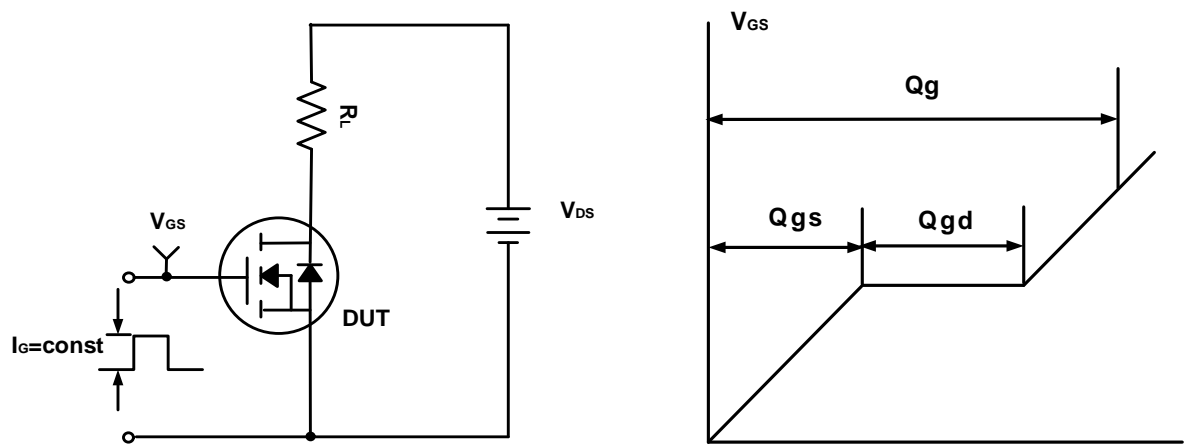 RL
VGS
VDS
DUT
IG=const
VGS
Qg
Qgs
Qgd